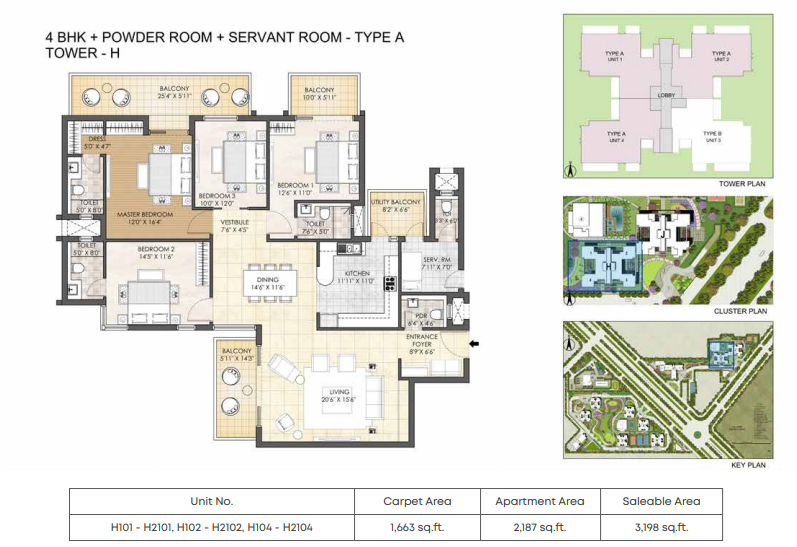 4 BHK + POWDER ROOM + SERVANT ROOM - TYPE A
TOWER - H
BALCONY
25'4" X 5'11"
BALCONY
10'0" X 5'11"
DRESS
5'0" X 4'7"
TOILET
5'0" X 8'0"
MASTER BEDROOM
12'0" X 16'4"
BEDROOM 3
10'0" X 12'0"
BEDROOM 1
12'6" X 11'0"
VESTIBULE
7'6" X 4'5"
TOILET
7'6" X 5'0"
UTILITY BALCONY
8'2" X 6'6"
TOI
3'3" X 6'0"
TOILET
5'0" X 8'0"
BEDROOM 2
14'5" X 11'6"
DINING
14'6" X 11'6"
KITCHEN
11'11" X 11'0"
SERV. RM
7'11" X 7'0"
PDR
6'4" X 4'6"
ENTRANCE
FOYER
8'9"X 6'6"
BALCONY
5'11" X 14'3"
LIVING
20'6" X 15'6"
TYPE A
UNIT 1
TYPE A
UNIT 2
LOBBY
TYPE A
UNIT 4
TYPE B
UNIT 3
TOWER PLAN
CLUSTER PLAN
KEY PLAN
Unit No. Carpet Area Apartment Area Saleable Area
H101 - H2101, H102 - H2102, H104 - H2104 1,663 sq.ft. 2,187 sq.ft. 3,198 sq.ft.